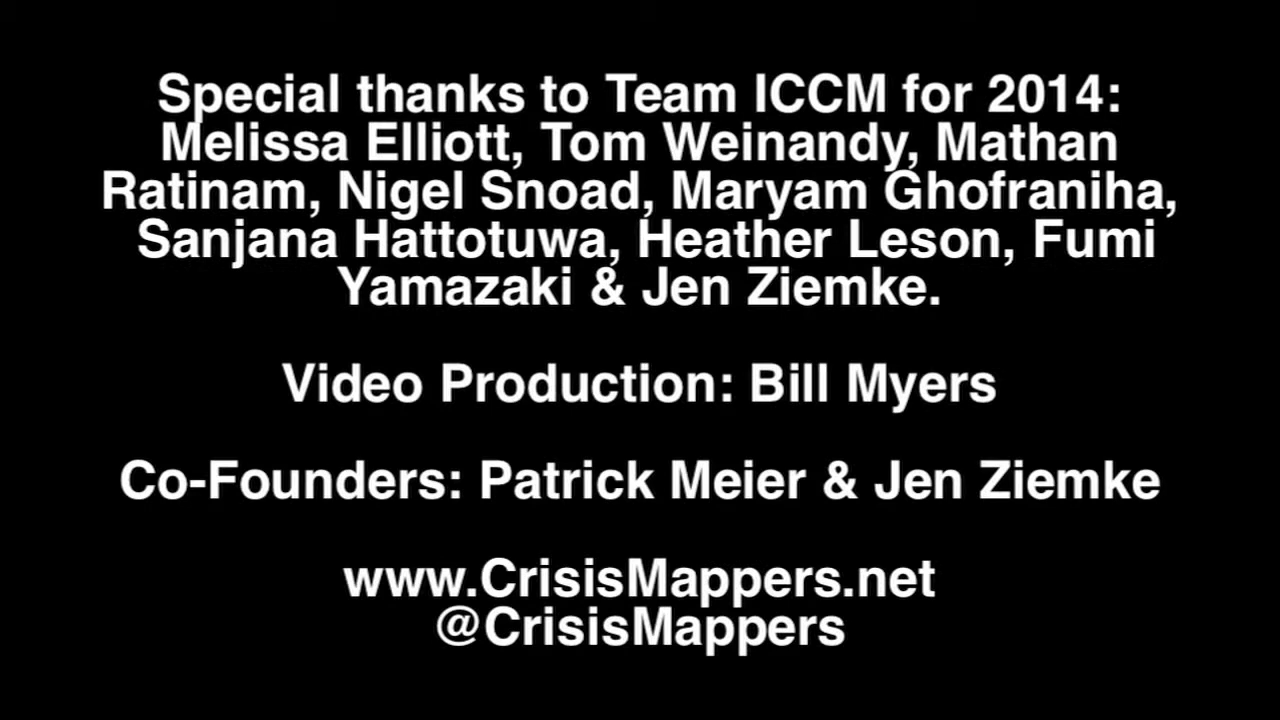 Special thanks to Team ICCM for 2014:
Melissa Elliott, Tom Weinandy, Mathan
Ratinam, Nigel Snoad, Maryam Ghofraniha,
Sanjana Hattotuwa, Heather Leson, Fumi
Yamazaki & Jen Ziemke.
Video Production: Bill Myers
Co-Founders: Patrick Meier & Jen Ziemke
www.CrisisMappers.net
@CrisisMappers